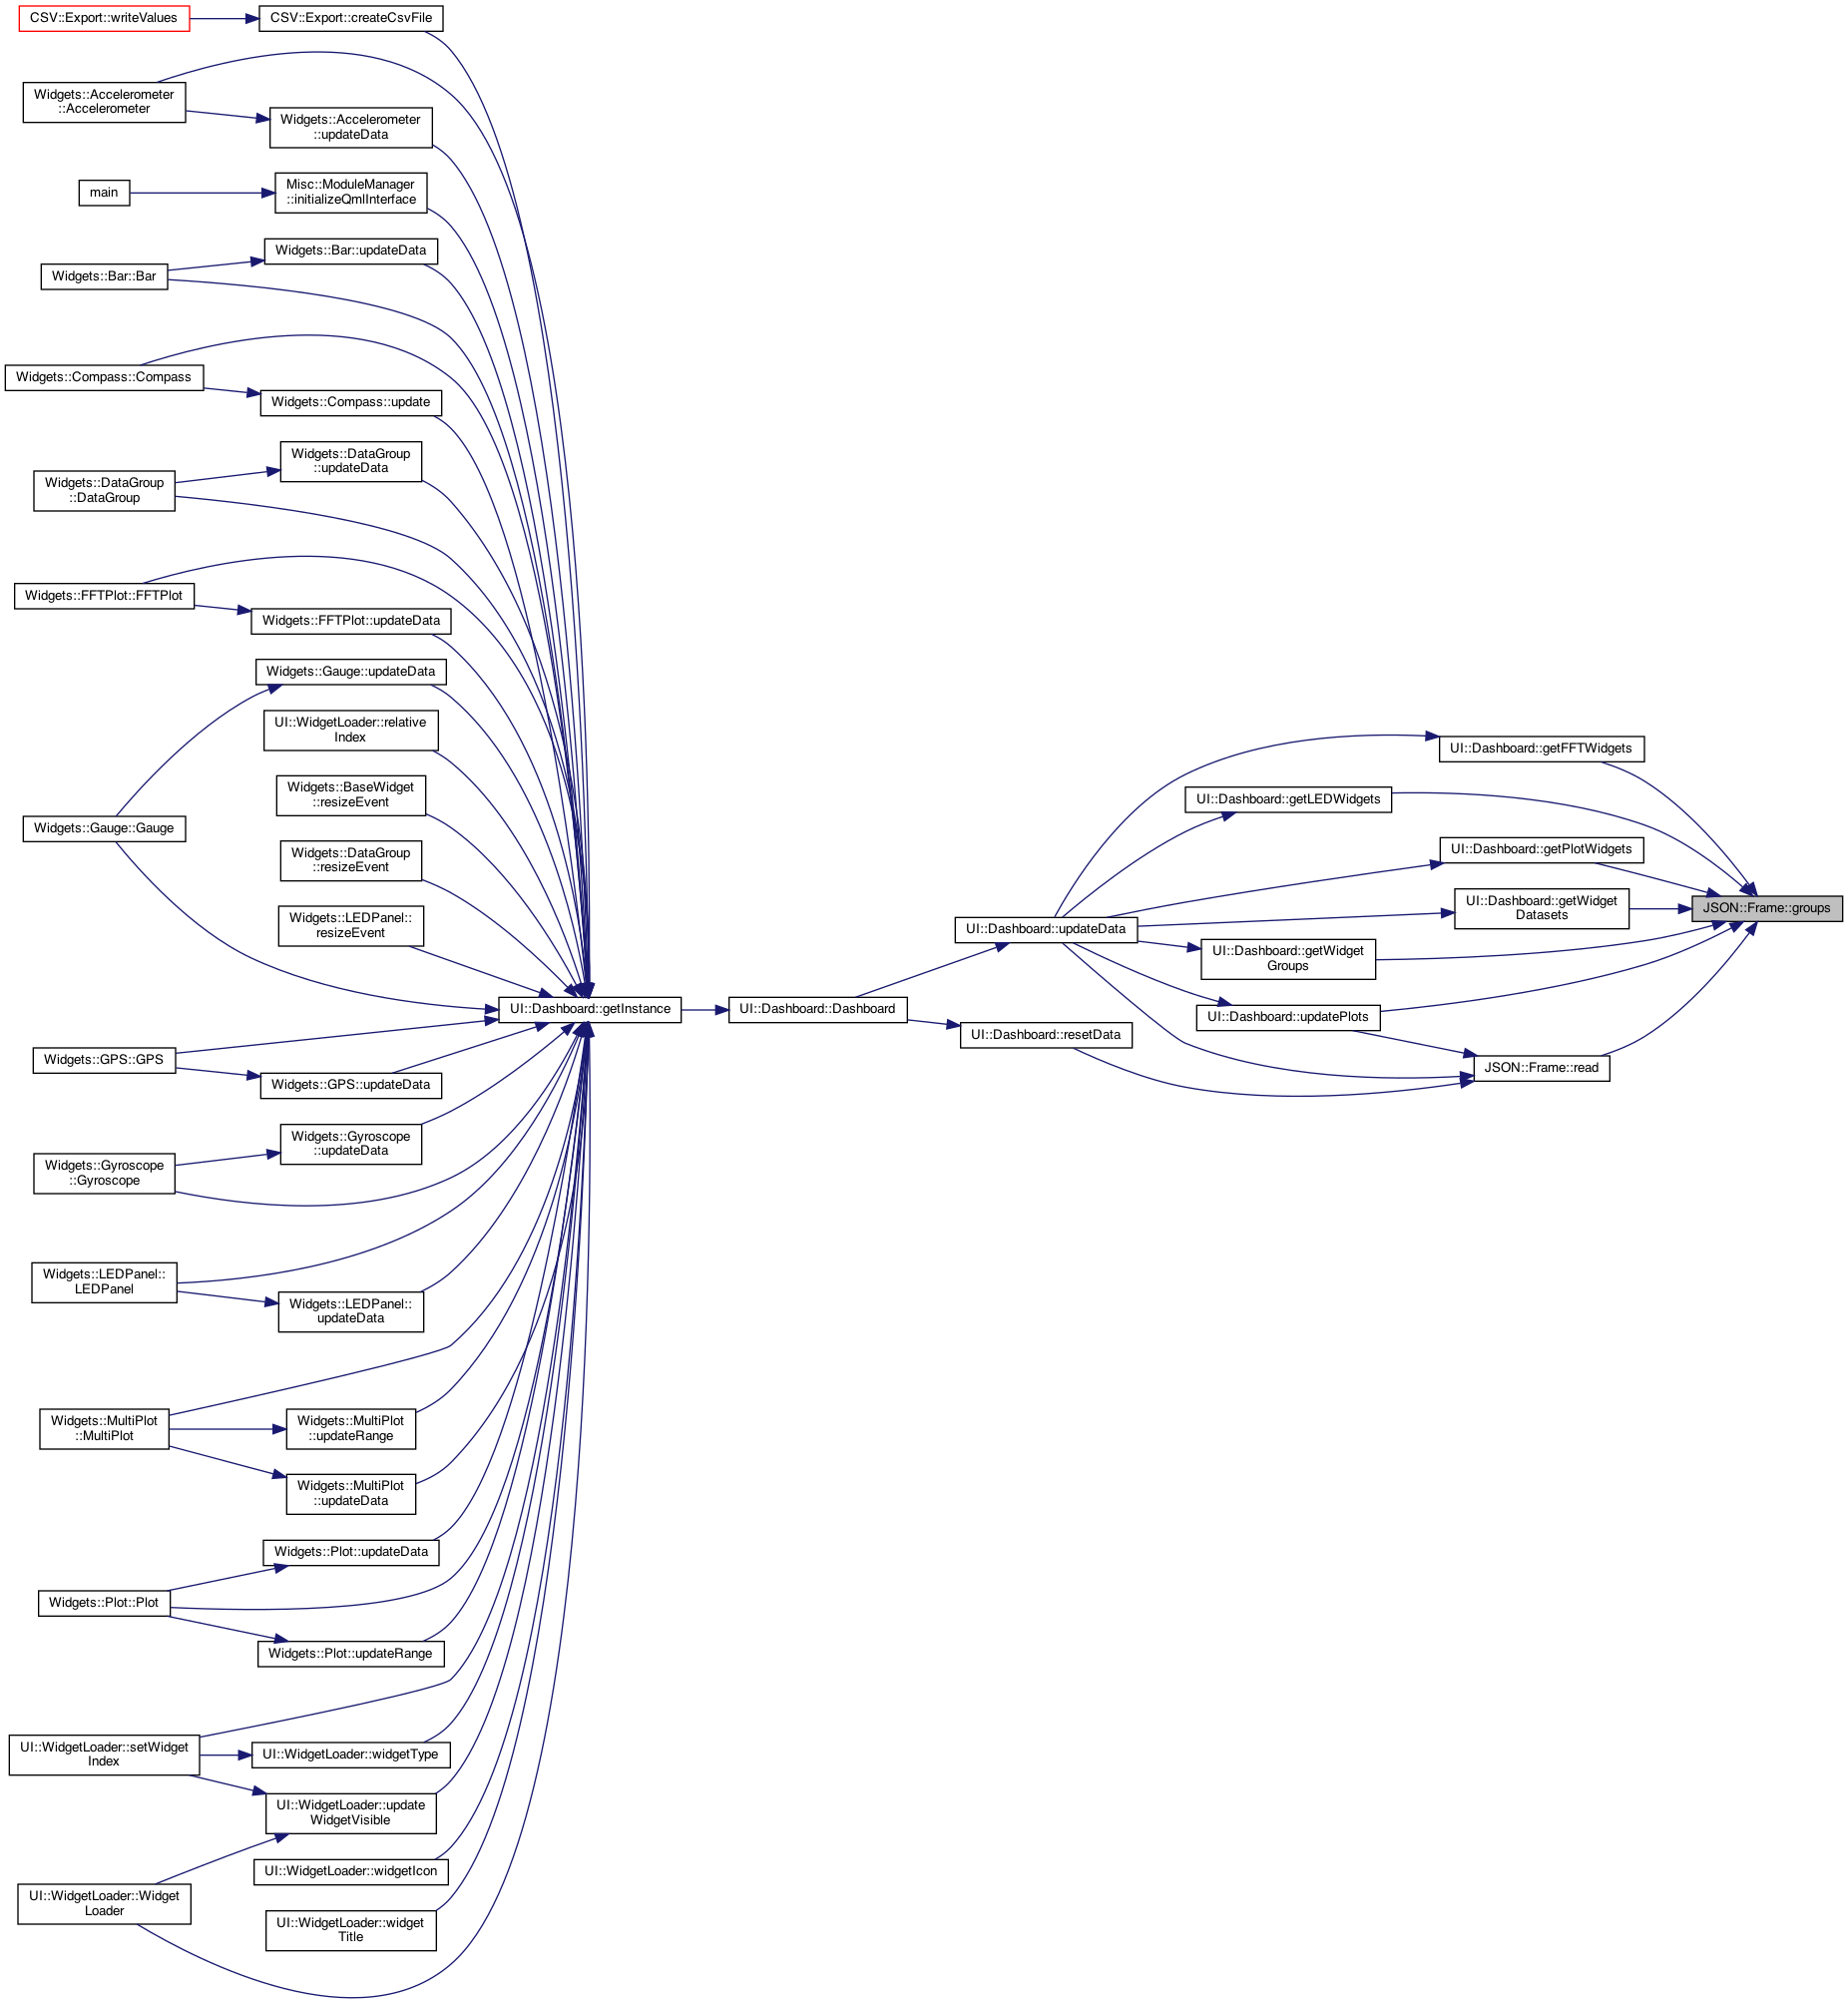 CSV::Export::writeValues
CSV::Export::createCsvFile
Widgets::Accelerometer
::Accelerometer
Widgets::Accelerometer
::updateData
main
Misc::ModuleManager
::initializeQmlInterface
Widgets::Bar::updateData
Widgets::Bar::Bar
Widgets::Compass::Compass
Widgets::Compass::update
Widgets::DataGroup
::updateData
Widgets::DataGroup
::DataGroup
Widgets::FFTPlot::FFTPlot
Widgets::FFTPlot::updateData
Widgets::Gauge::updateData
UI::WidgetLoader::relative
Index
Widgets::BaseWidget
::resizeEvent
Widgets::Gauge::Gauge
Widgets::DataGroup
::resizeEvent
Widgets::LEDPanel::
resizeEvent
UI::Dashboard::getInstance
Widgets::GPS::GPS
Widgets::GPS::updateData
Widgets::Gyroscope
::updateData
Widgets::Gyroscope
::Gyroscope
Widgets::LEDPanel::
LEDPanel
Widgets::LEDPanel::
updateData
Widgets::MultiPlot
::MultiPlot
Widgets::MultiPlot
::updateRange
Widgets::MultiPlot
::updateData
Widgets::Plot::updateData
Widgets::Plot::Plot
Widgets::Plot::updateRange
UI::WidgetLoader::setWidget
Index
UI::WidgetLoader::widgetType
UI::WidgetLoader::update
WidgetVisible
UI::WidgetLoader::widgetIcon
UI::WidgetLoader::Widget
Loader
UI::WidgetLoader::widget
Title
UI::Dashboard::Dashboard
UI::Dashboard::updateData
UI::Dashboard::resetData
UI::Dashboard::getFFTWidgets
UI::Dashboard::getLEDWidgets
UI::Dashboard::getPlotWidgets
UI::Dashboard::getWidget
Datasets
UI::Dashboard::getWidget
Groups
UI::Dashboard::updatePlots
JSON::Frame::read
JSON::Frame::groups